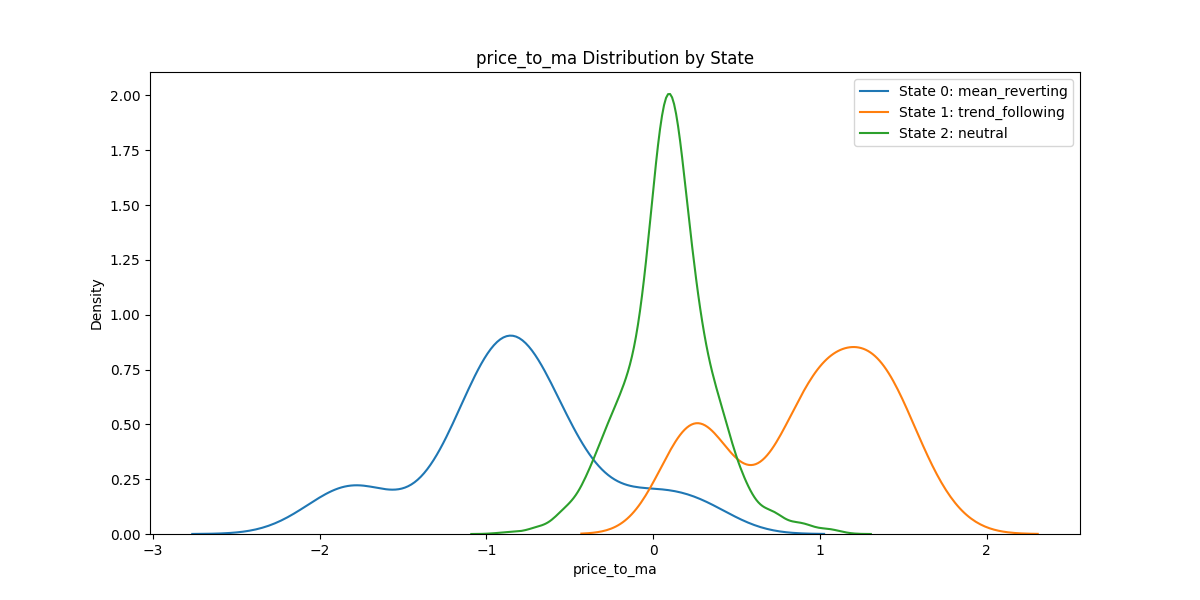 price_to_ma Distribution by State
State 0: mean_reverting
State 1: trend_following
State 2: neutral
2.00
1.75
1.50
1.25
1.00
0.75
0.50
0.25
0.00
Density
−3 −2 −1 0 1 2
price_to_ma